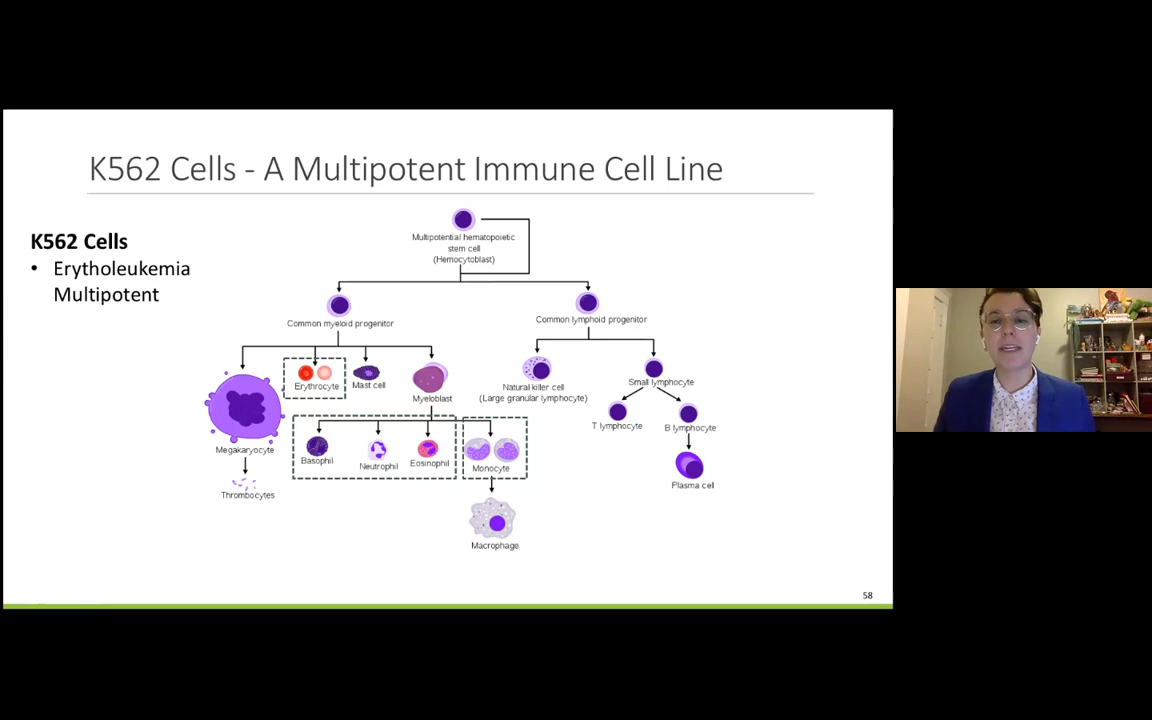 K562 Cells - A Multipotent Immune Cell Line
K562 Cells
• Erytholeukemia
Multipotent
Multipotential hematopoietic
stem cell
(Hemocytoblast)
Common myeloid progenitor
Common lymphoid progenitor
Erythrocyte
Mast cell
Myeloblast
Natural killer cell
(Large granular lymphocyte)
Small lymphocyte
T lymphocyte
B lymphocyte
Megakaryocyte
Basophil
Neutrophil
Eosinophil
Monocyte
Thrombocytes
Plasma cell
Macrophage
58